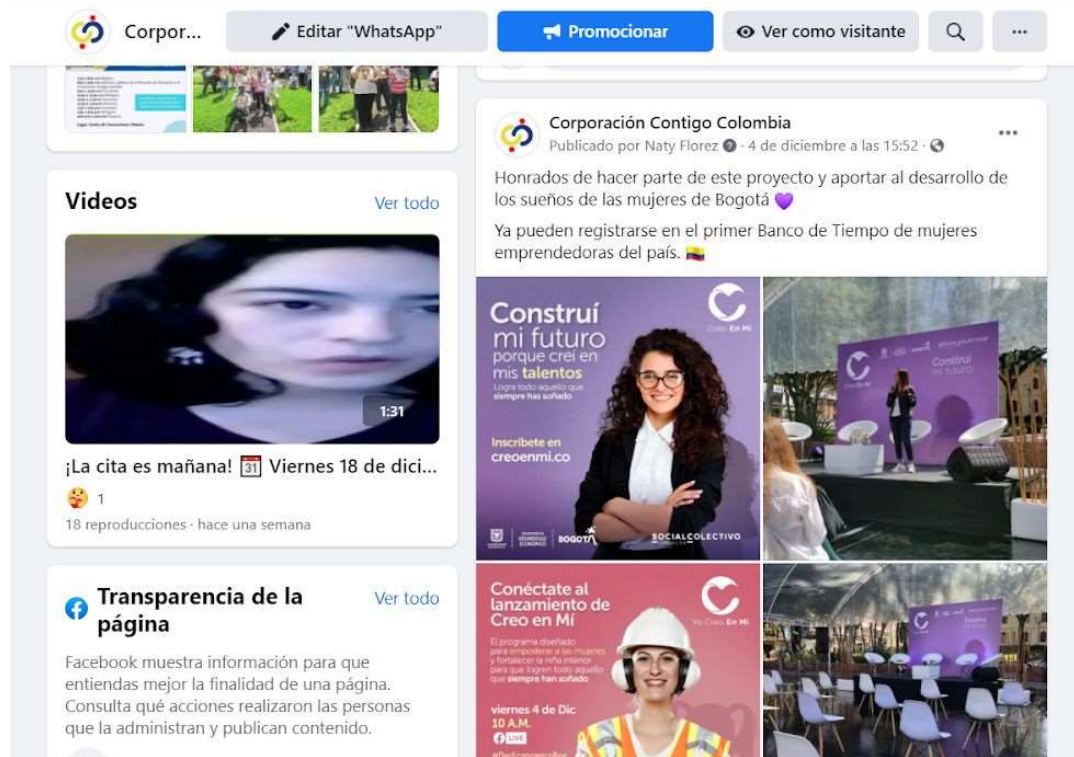 Corpor...
Editar "WhatsApp"
Promocionar
Ver como visitante
...
Videos
Ver todo
1:31
¡La cita es mañana! 31 Viernes 18 de dici...
1
18 reproducciones · hace una semana
Transparencia de la página
Ver todo
Facebook muestra información para que
entiendas mejor la finalidad de una página.
Consulta qué acciones realizaron las personas
que la administran y publican contenido.
Corporación Contigo Colombia
...
Publicado por Naty Florez · 4 de diciembre a las 15:52 ·
Honrados de hacer parte de este proyecto y aportar al desarrollo de
los sueños de las mujeres de Bogotá 💜
Ya pueden registrarse en el primer Banco de Tiempo de mujeres
emprendedoras del país. 🇨🇴
Construí
mi futuro
porque creí en
mis talentos
Logra todo aquello que
siempre has soñado
Inscríbete en
creoenmi.co
Creo En Mi
BOGOTÁ
SOCIALCOLECTIVO
Creo En Mi
Construí
mi futuro
Conéctate al
lanzamiento de
Creo en Mí
El programa diseñado
para empoderar a las mujeres
y fortalecer la niña interior
para que logren todo aquello
que siempre han soñado
viernes 4 de Dic
10 A.M.
LIVE
Yo Creo En Mi